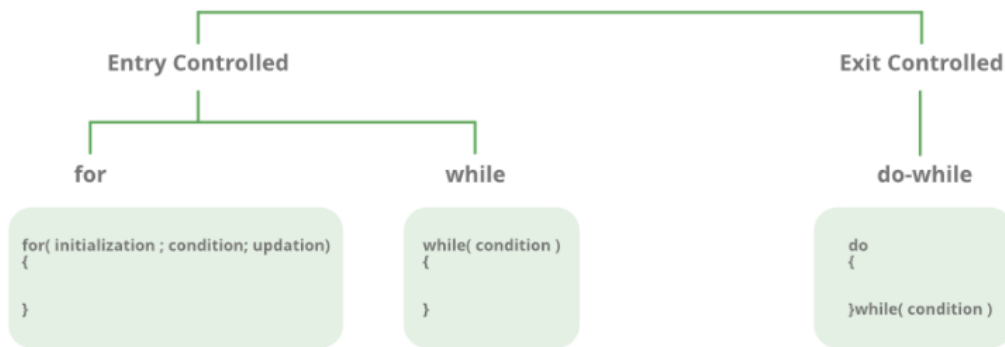 Entry Controlled
Exit Controlled
for
while
do-while
for( initialization ; condition; updation)
{
}
while( condition )
{
}
do
{
}while( condition )